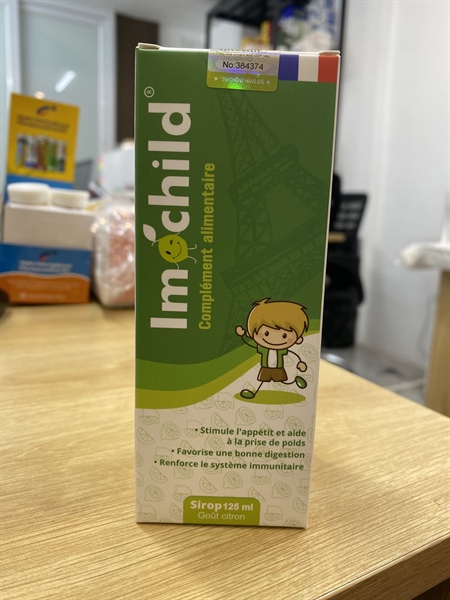 No:384374
Imochild®
Complément alimentaire
• Stimule l'appétit et aide
à la prise de poids
• Favorise une bonne digestion
• Renforce le système immunitaire
Sirop 125 ml
Goût citron